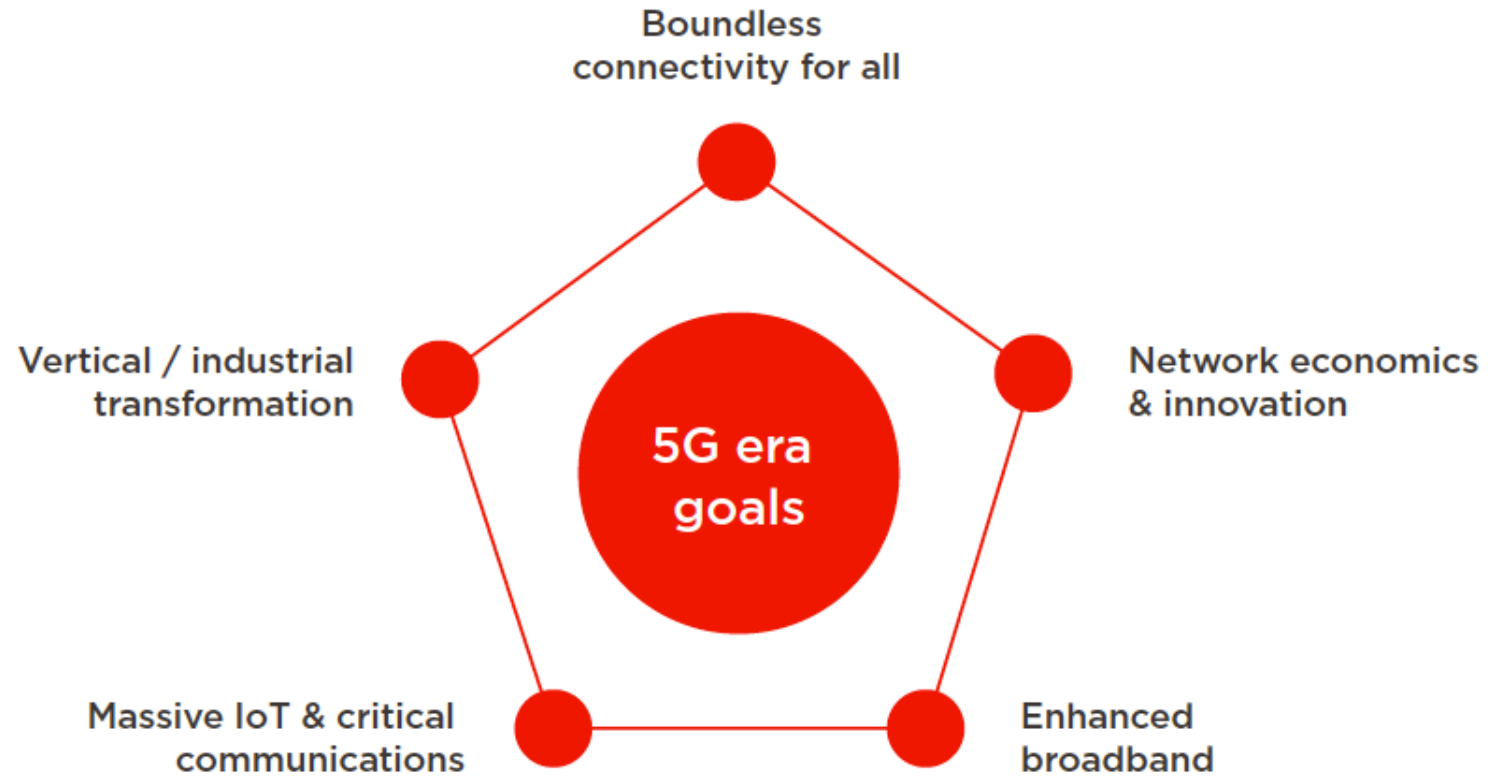 Boundless
connectivity for all
Vertical / industrial
transformation
Network economics
& innovation
5G era
goals
Massive IoT & critical
communications
Enhanced
broadband